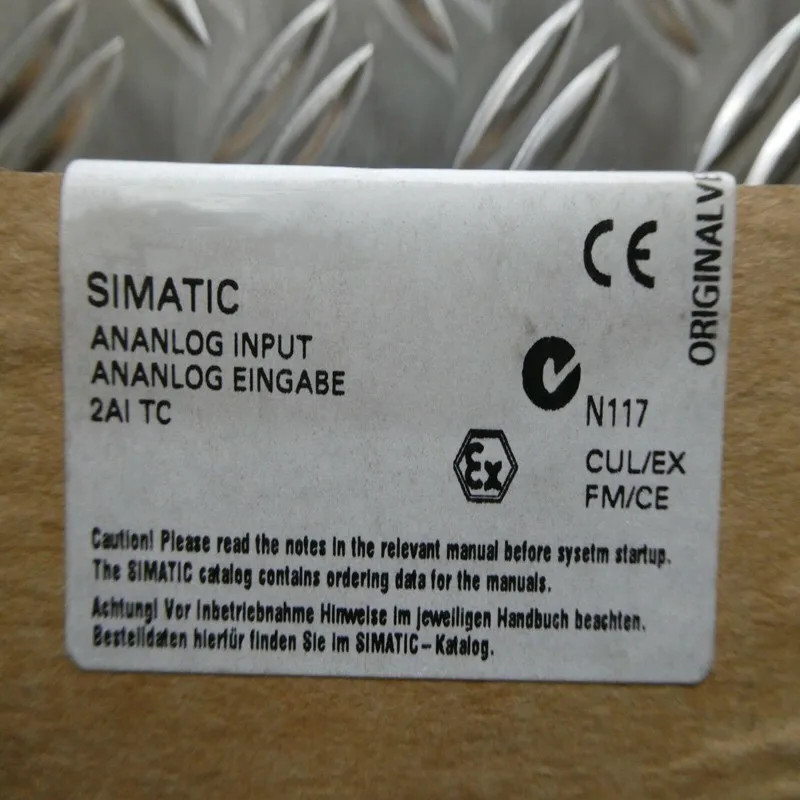 CE
ORIGINALV
SIMATIC
ANANLOG INPUT
ANANLOG EINGABE
2AI TC
N117
Ex
CUL/EX
FM/CE
Caution! Please read the notes in the relevant manual before sysetm startup.
The SIMATIC catalog contains ordering data for the manuals.
Achtung! Vor Inbetriebnahme Hinweise im jeweiligen Handbuch beachten.
Bestelldaten hierfür finden Sie im SIMATIC-Katalog.